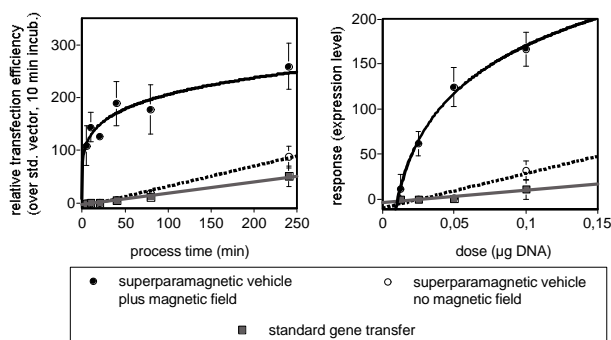 relative transfection efficiency
(over std. vector, 10 min incub.)
300
200
100
0
0 50 100 150 200 250
process time (min)
response (expression level)
200
150
100
50
0
0 0,05 0,1 0,15
dose (µg DNA)
superparamagnetic vehicle
plus magnetic field
superparamagnetic vehicle
no magnetic field
standard gene transfer